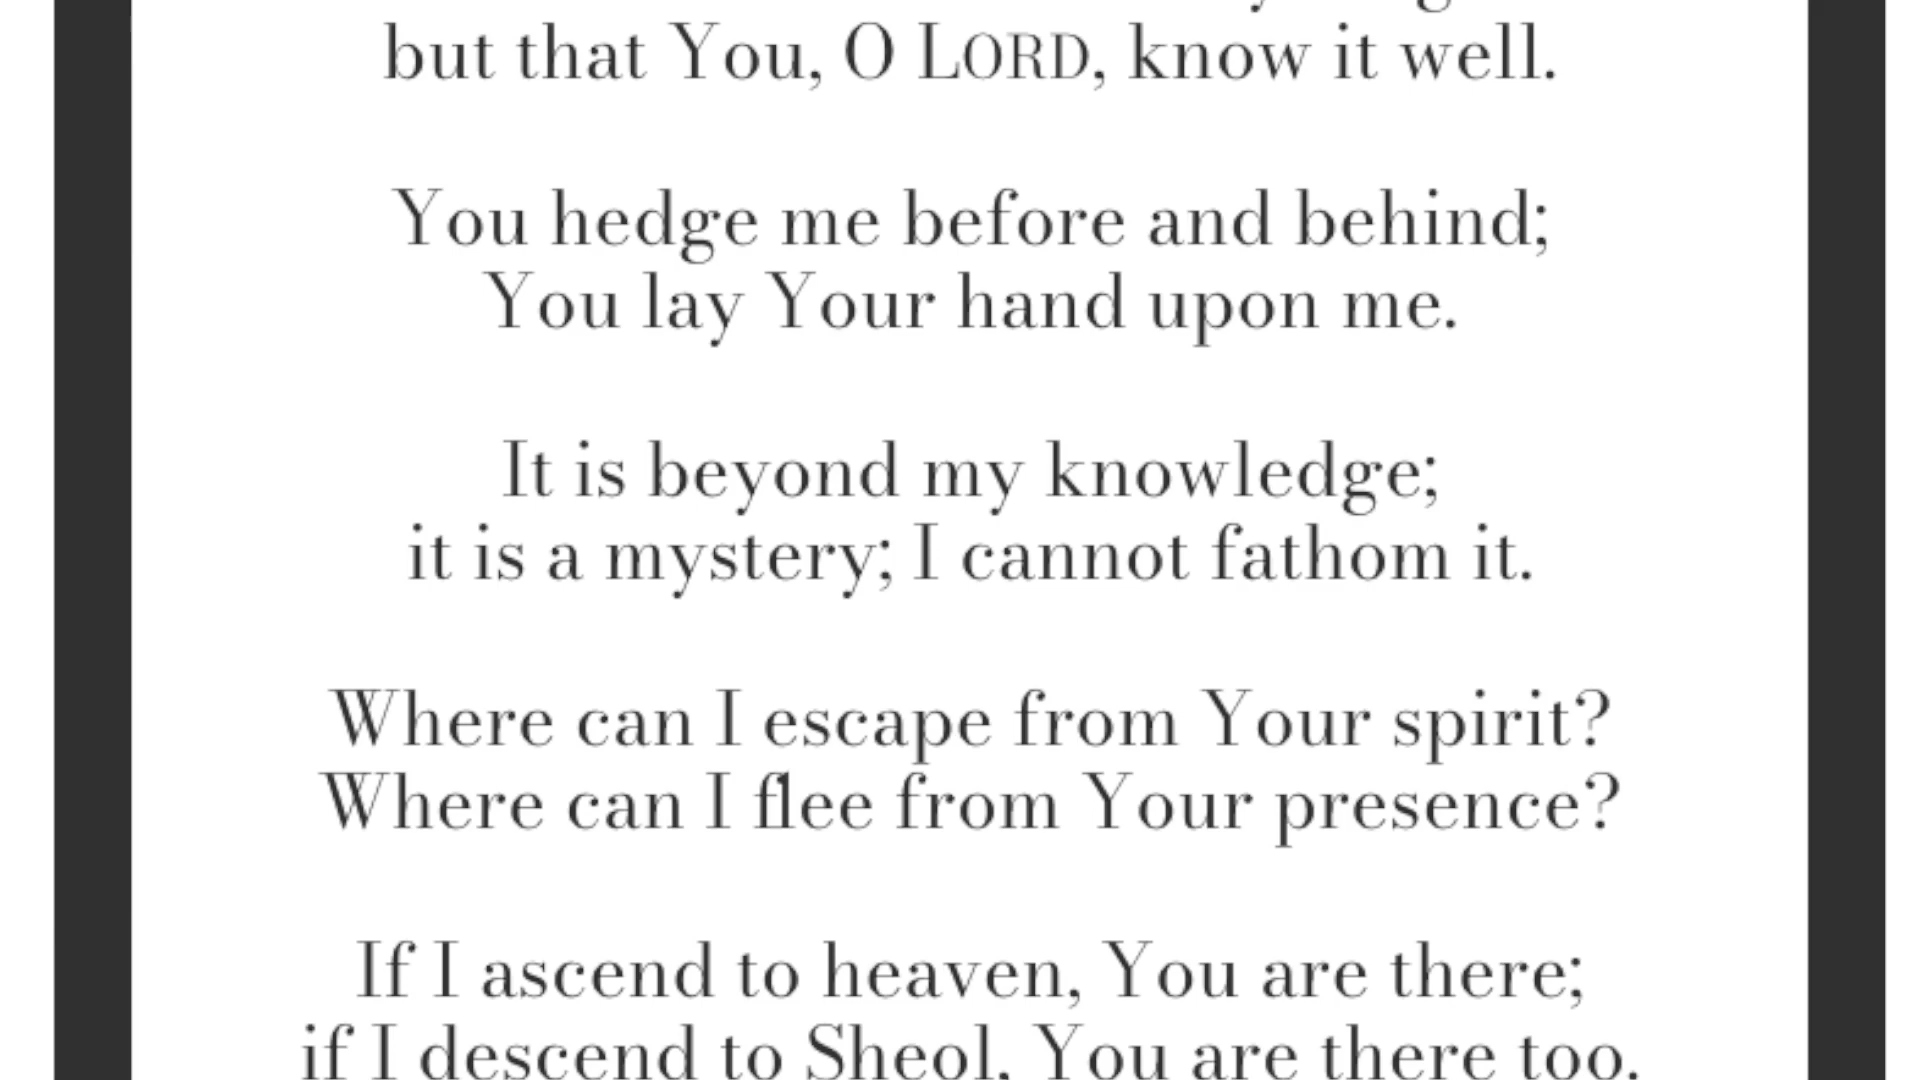 but that You, O LORD, know it well.
You hedge me before and behind;
You lay Your hand upon me.
It is beyond my knowledge;
it is a mystery; I cannot fathom it.
Where can I escape from Your spirit?
Where can I flee from Your presence?
If I ascend to heaven, You are there;
if I descend to Sheol, You are there too.